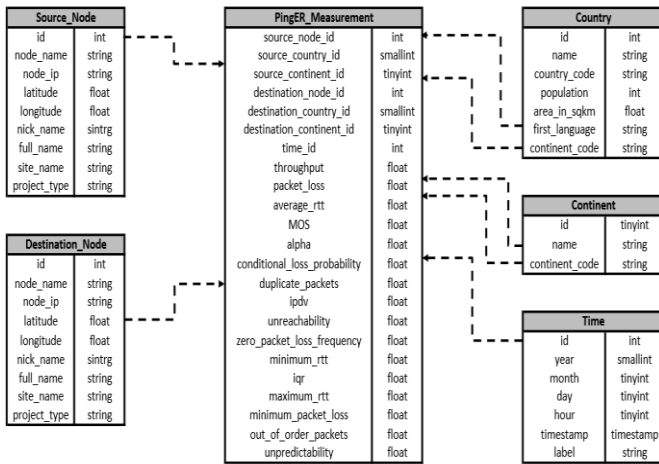 Source_Node
id int
node_name string
node_ip string
latitude float
longitude float
nick_name sintrg
full_name string
site_name string
project_type string
Destination_Node
id int
node_name string
node_ip string
latitude float
longitude float
nick_name sintrg
full_name string
site_name string
project_type string
PingER_Measurement
source_node_id int
source_country_id smallint
source_continent_id tinyint
destination_node_id int
destination_country_id smallint
destination_continent_id tinyint
time_id int
throughput float
packet_loss float
average_rtt float
MOS float
alpha float
conditional_loss_probability float
duplicate_packets float
ipdv float
unreachability float
zero_packet_loss_frequency float
minimum_rtt float
iqr float
maximum_rtt float
minimum_packet_loss float
out_of_order_packets float
unpredictability float
Country
id int
name string
country_code string
population int
area_in_sqkm float
first_language string
continent_code string
Continent
id tinyint
name string
continent_code string
Time
id int
year smallint
month tinyint
day tinyint
hour tinyint
timestamp timestamp
label string